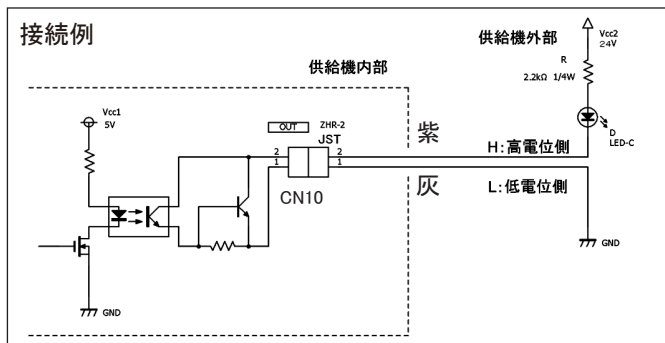 接続例
供給機内部
供給機外部
Vcc2
24V
R
2.2kΩ 1/4W
D
LED-C
Vcc1
5V
OUT
ZHR-2
JST
2
1
2
1
CN10
紫
灰
H:高電位側
L:低電位側
GND
GND